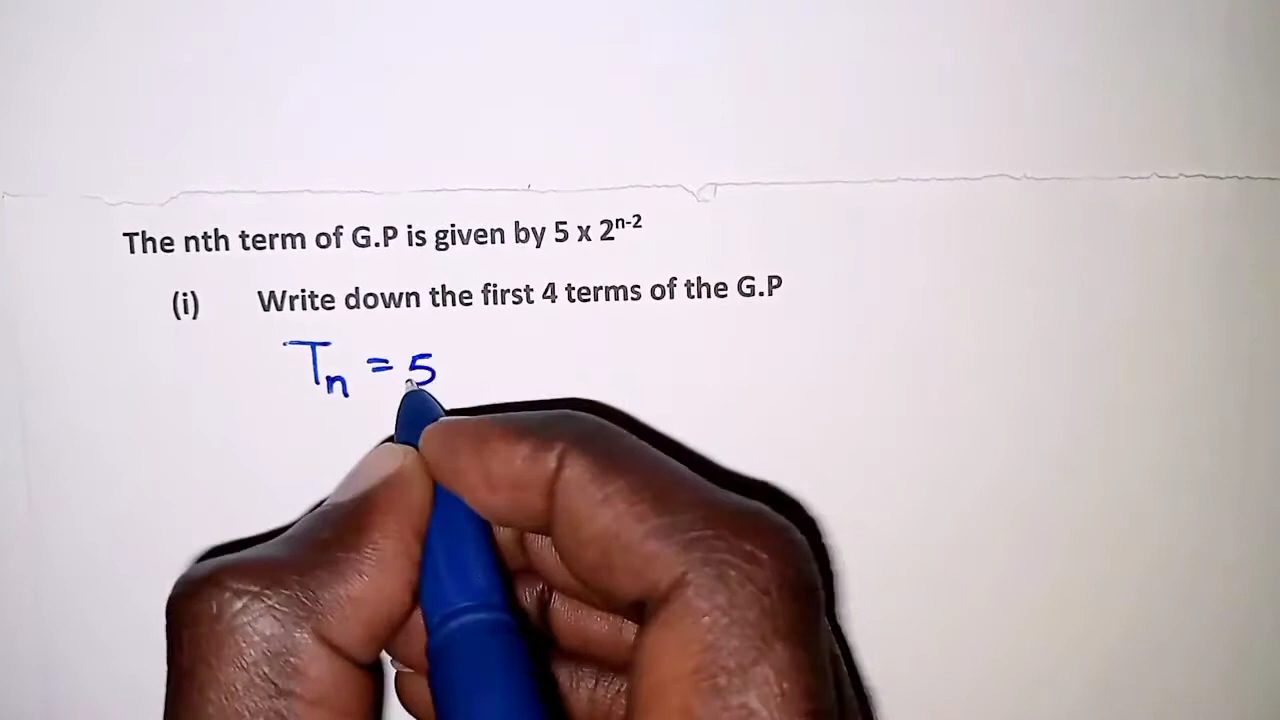 The nth term of G.P is given by 5 x 2ⁿ⁻²
(i) Write down the first 4 terms of the G.P
Tₙ = 5